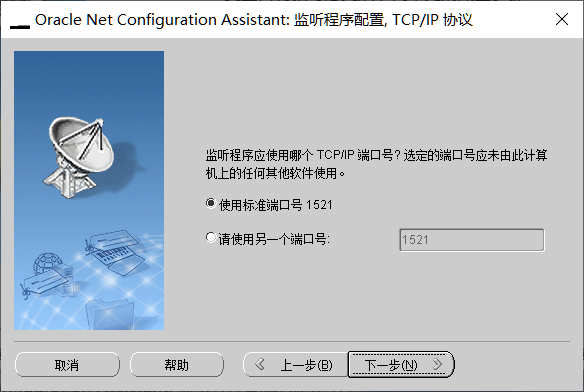 Oracle Net Configuration Assistant: 监听程序配置, TCP/IP 协议
监听程序应使用哪个 TCP/IP 端口号? 选定的端口号应未由此计算
机上的任何其他软件使用。
使用标准端口号 1521
请使用另一个端口号:
1521
取消
帮助
上一步(B)
下一步(N)